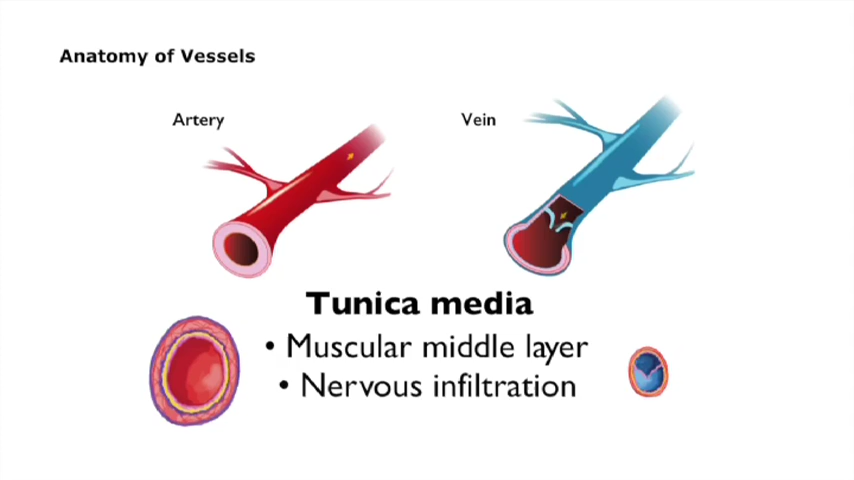 Anatomy of Vessels
Artery
Vein
Tunica media
• Muscular middle layer
• Nervous infiltration